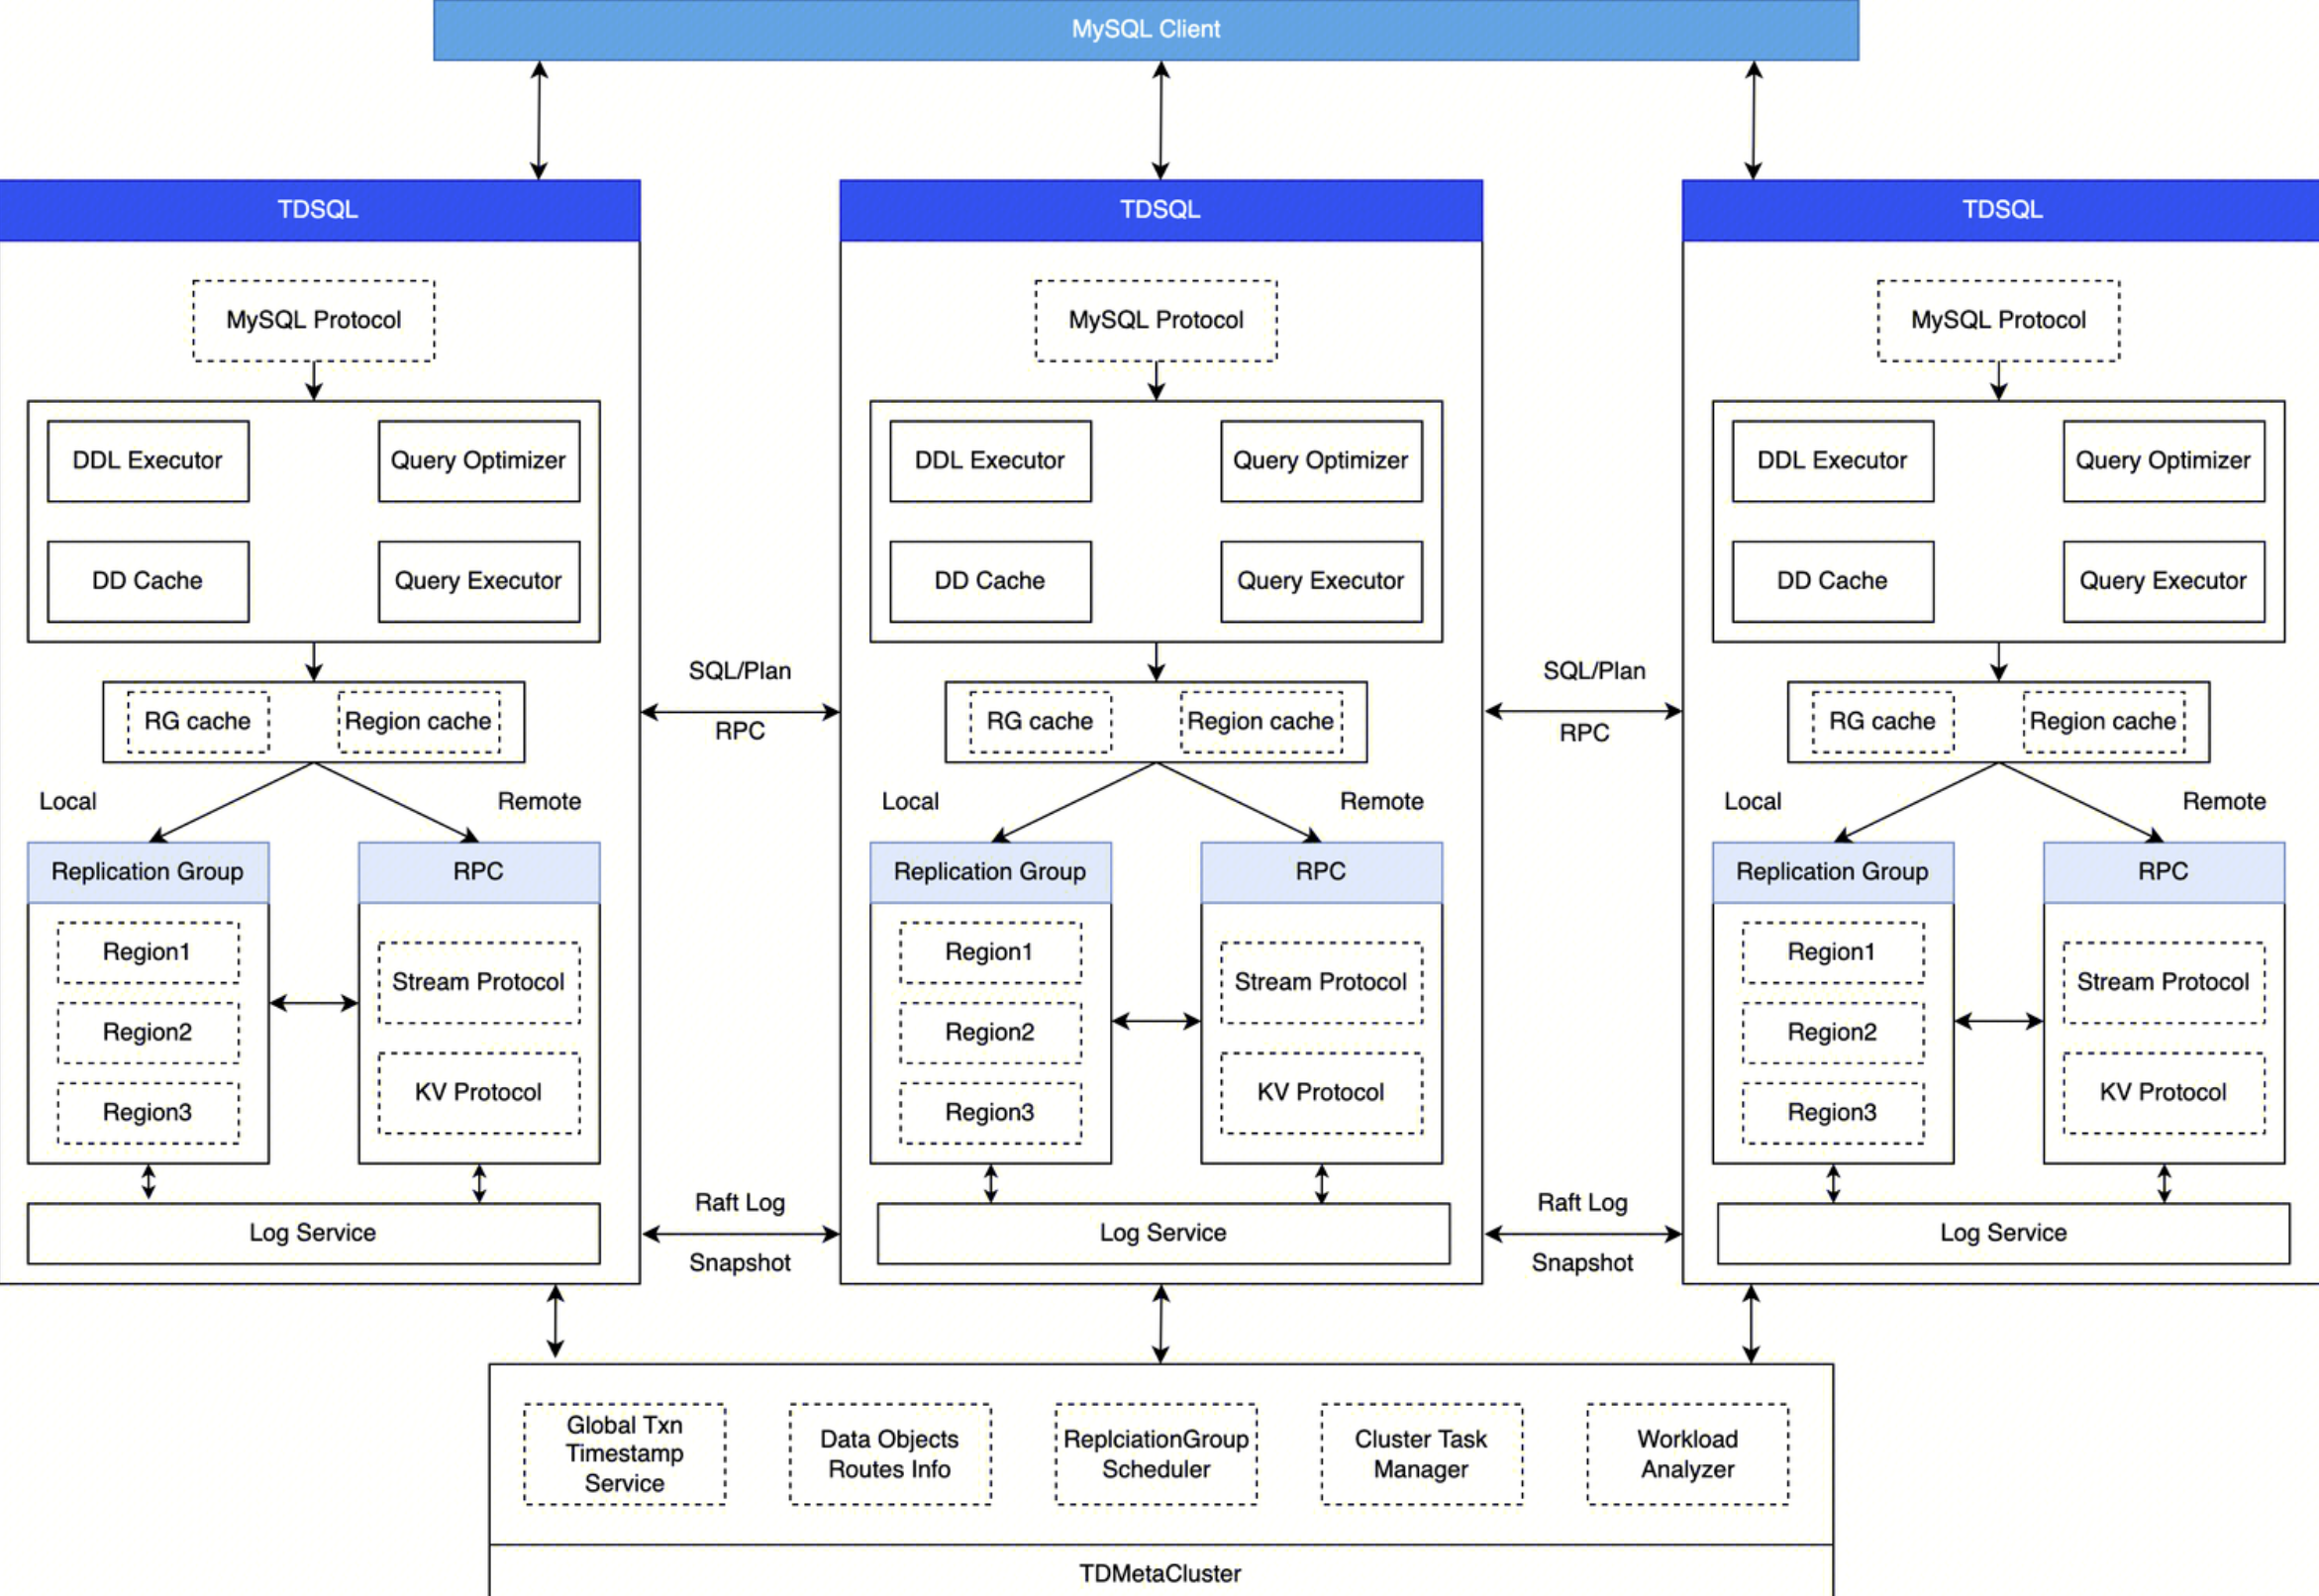 MySQL Client
TDSQL
TDSQL
TDSQL
MySQL Protocol
MySQL Protocol
MySQL Protocol
DDL Executor
Query Optimizer
DDL Executor
Query Optimizer
DDL Executor
Query Optimizer
DD Cache
Query Executor
DD Cache
Query Executor
DD Cache
Query Executor
SQL/Plan
RPC
SQL/Plan
RPC
RG cache
Region cache
RG cache
Region cache
RG cache
Region cache
Local
Remote
Local
Remote
Local
Remote
Replication Group
RPC
Replication Group
RPC
Replication Group
RPC
Region1
Region2
Region3
Stream Protocol
KV Protocol
Region1
Region2
Region3
Stream Protocol
KV Protocol
Region1
Region2
Region3
Stream Protocol
KV Protocol
Raft Log
Snapshot
Raft Log
Snapshot
Log Service
Log Service
Log Service
Global Txn
Timestamp
Service
Data Objects
Routes Info
ReplciationGroup
Scheduler
Cluster Task
Manager
Workload
Analyzer
TDMetaCluster